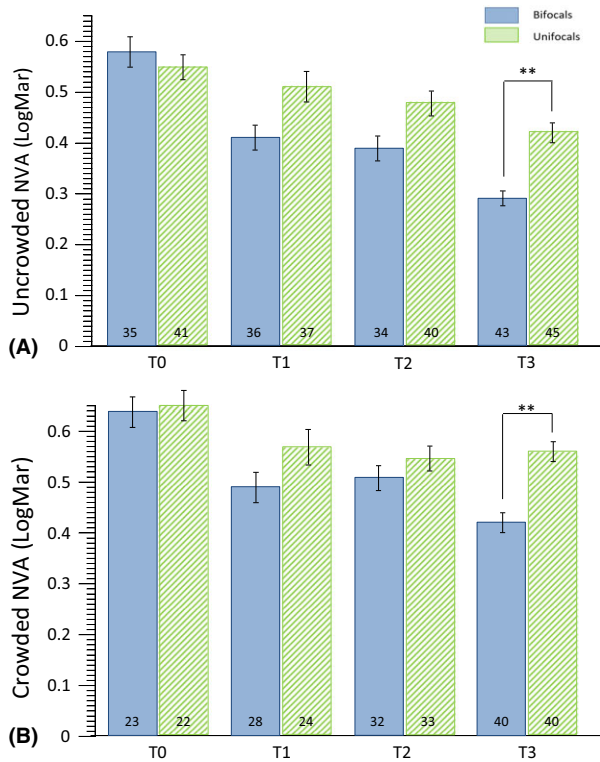 Bifocals
Unifocals
Uncrowded NVA (LogMar)
0.6
0.5
0.4
0.3
0.2
0.1
0
**
35 41 36 37 34 40 43 45
(A)
T0 T1 T2 T3
Crowded NVA (LogMar)
0.6
0.5
0.4
0.3
0.2
0.1
0
**
23 22 28 24 32 33 40 40
(B)
T0 T1 T2 T3